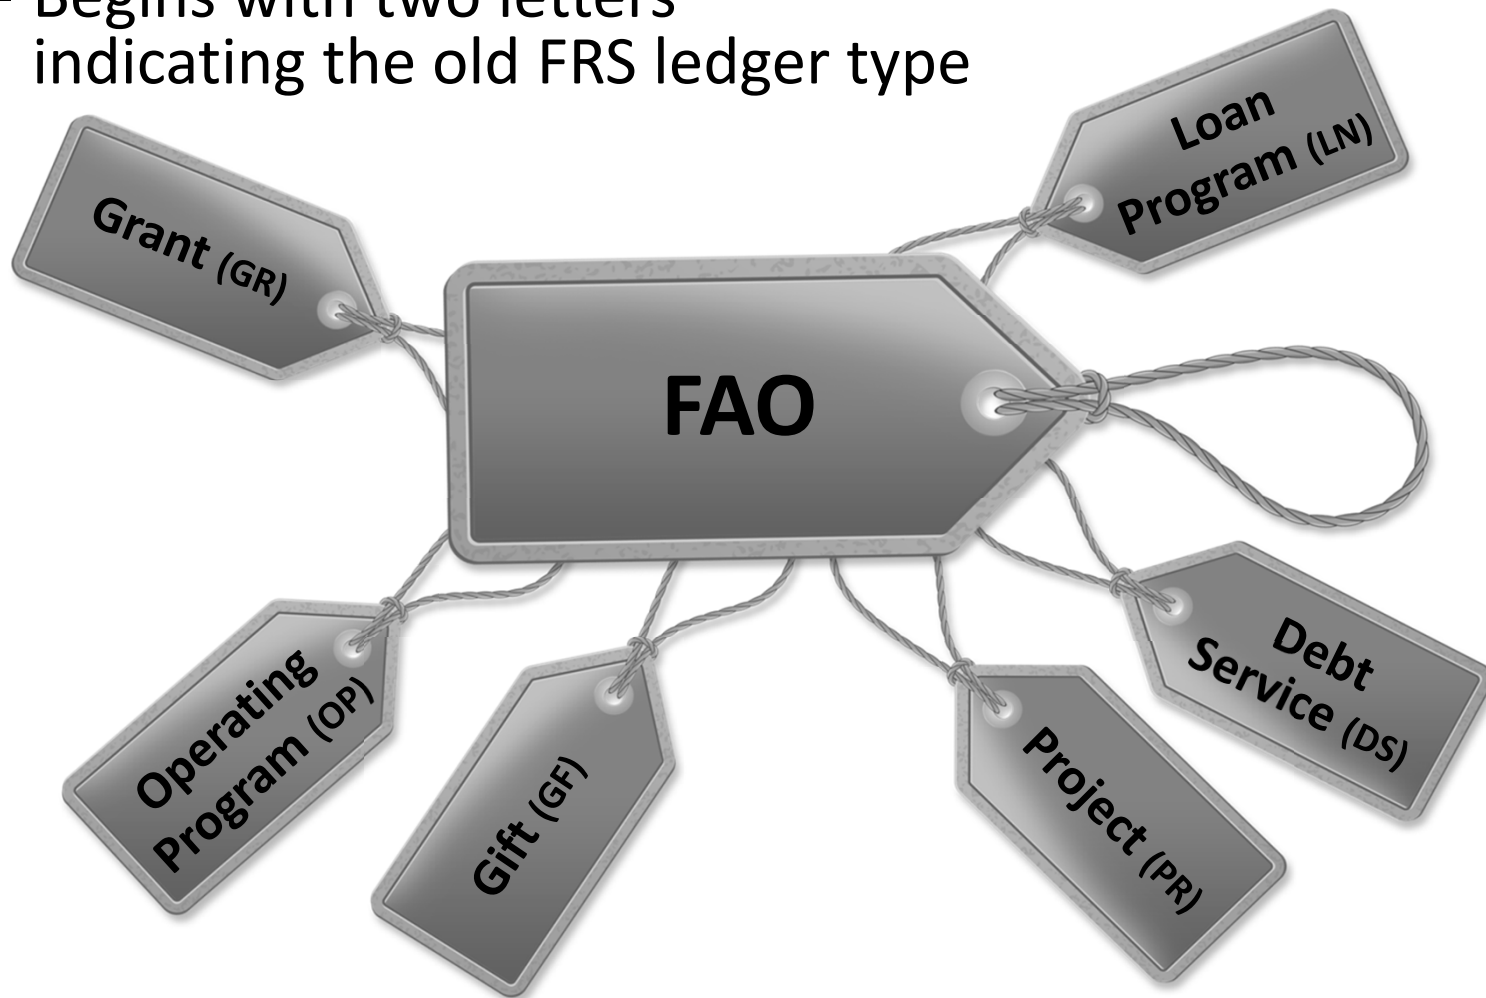 - Begins with two letters
indicating the old FRS ledger type
Loan
Program (LN)
Grant (GR)
FAO
Operating
Program (OP)
Gift (GF)
Project (PR)
Debt
Service (DS)